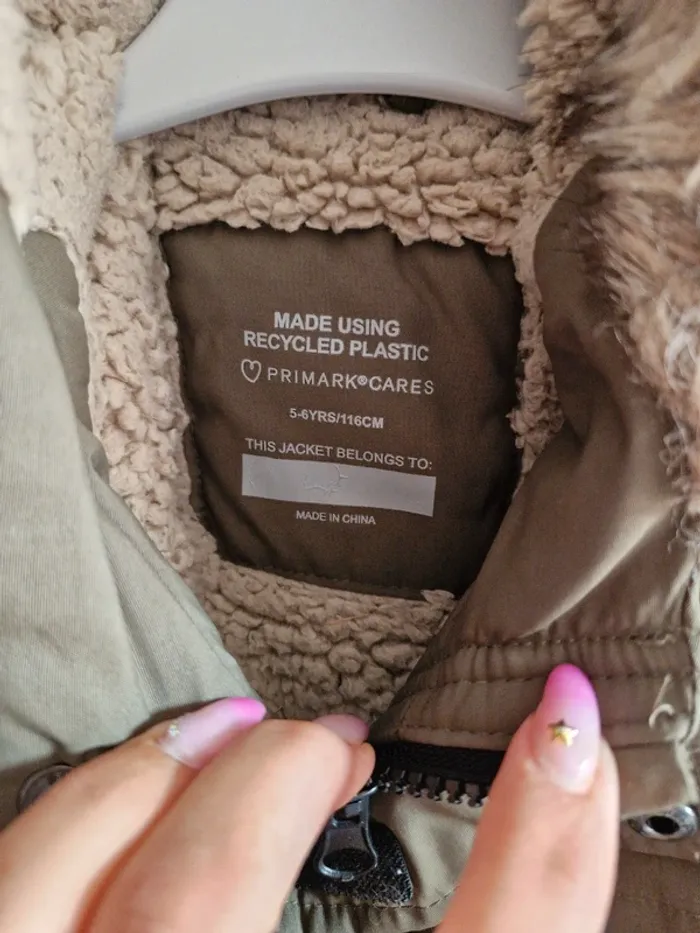 MADE USING
RECYCLED PLASTIC
PRIMARK®CARES
5-6YRS/116CM
THIS JACKET BELONGS TO:
MADE IN CHINA